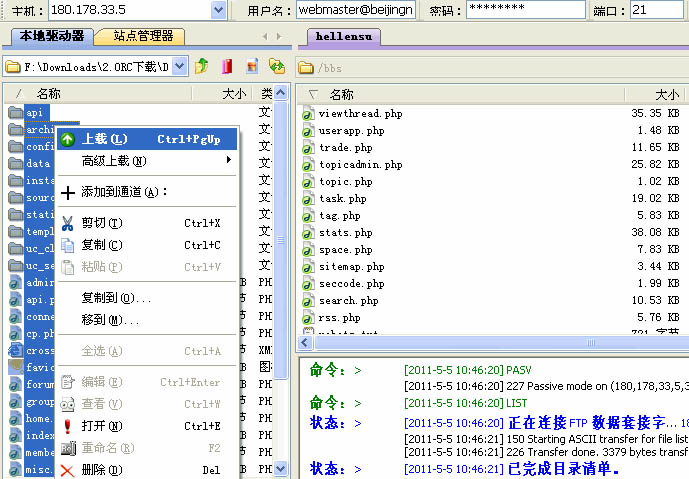 主机: 180.178.33.5 用户名: webmaster@beijingn 密码: ******** 端口: 21
本地驱动器 站点管理器 hellensu
F:\Downloads\2.ORC下载\D /bbs
名称 大小 类 名称 大小
api 文
archi 文
confi 文
data 文
insta 文
sourc 文
stati 文
templ 文
uc_cl 文
uc_se 文
admin
api.p
conne
cp.ph
cross XM
favic 图
forum
group
home.
index
membe
misc.
上载(L) Ctrl+PgUp
高级上载(N)
添加到通道(A):
剪切(T) Ctrl+X
复制(C) Ctrl+C
粘贴(P) Ctrl+V
复制到(O)...
移到(M)...
全选(A) Ctrl+A
编辑(E) Ctrl+Enter
查看(V) Ctrl+W
打开(N) Ctrl+E
重命名(R) F2
删除(D) Del
viewthread.php 35.35 KB
userapp.php 1.48 KB
trade.php 11.65 KB
topicadmin.php 25.82 KB
topic.php 1.02 KB
task.php 19.02 KB
tag.php 5.83 KB
stats.php 38.08 KB
space.php 7.83 KB
sitemap.php 3.44 KB
seccode.php 1.99 KB
search.php 10.53 KB
rss.php 5.76 KB
命令: > [2011-5-5 10:46:20] PASV
[2011-5-5 10:46:20] 227 Passive mode on (180,178,33,5,3
命令: > [2011-5-5 10:46:20] LIST
状态: > [2011-5-5 10:46:20] 正在连接 FTP 数据套接字... 18
[2011-5-5 10:46:21] 150 Starting ASCII transfer for file list
[2011-5-5 10:46:21] 226 Transfer done. 3379 bytes transf
状态: > [2011-5-5 10:46:21] 已完成目录清单。